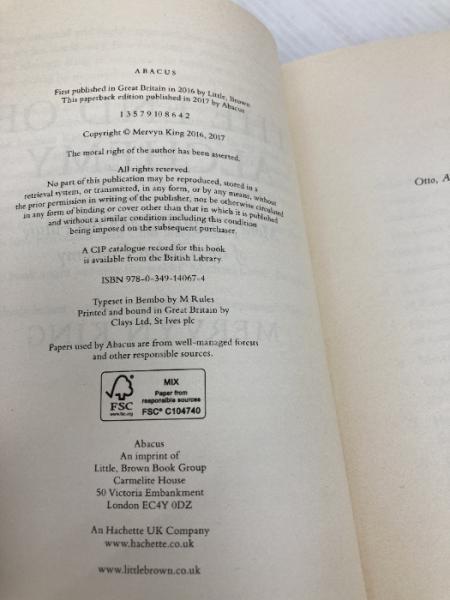 ABACUS
First published in Great Britain in 2016 by Little, Brown
This paperback edition published in 2017 by Abacus
1 3 5 7 9 10 8 6 4 2
Copyright © Mervyn King 2016, 2017
The moral right of the author has been asserted.
All rights reserved.
No part of this publication may be reproduced, stored in a
retrieval system, or transmitted, in any form, or by any means, without
the prior permission in writing of the publisher, nor be otherwise circulated
in any form of binding or cover other than that in which it is published
and without a similar condition including this condition
being imposed on the subsequent purchaser.
A CIP catalogue record for this book
is available from the British Library.
ISBN 978-0-349-14067-4
Typeset in Bembo by M Rules
Printed and bound in Great Britain by
Clays Ltd, St Ives plc
Papers used by Abacus are from well-managed forests
and other responsible sources.
FSC
www.fsc.org
MIX
Paper from
responsible sources
FSC® C104740
Abacus
An imprint of
Little, Brown Book Group
Carmelite House
50 Victoria Embankment
London EC4Y 0DZ
An Hachette UK Company
www.hachette.co.uk
www.littlebrown.co.uk
Otto, A